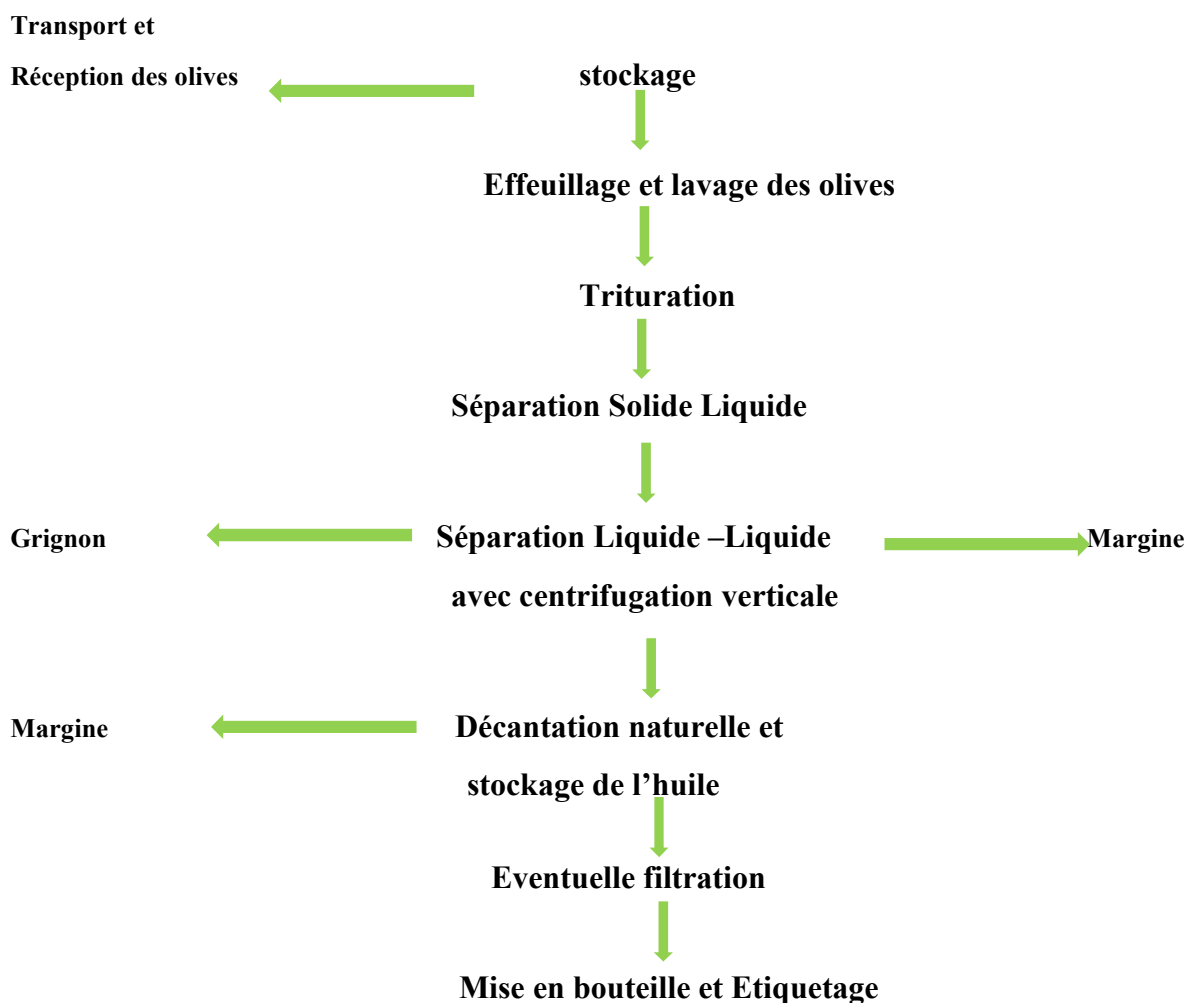 Transport et
Réception des olives
stockage
Effeuillage et lavage des olives
Trituration
Séparation Solide Liquide
Grignon
Séparation Liquide –Liquide
Margine
avec centrifugation verticale
Margine
Décantation naturelle et
stockage de l’huile
Eventuelle filtration
Mise en bouteille et Etiquetage